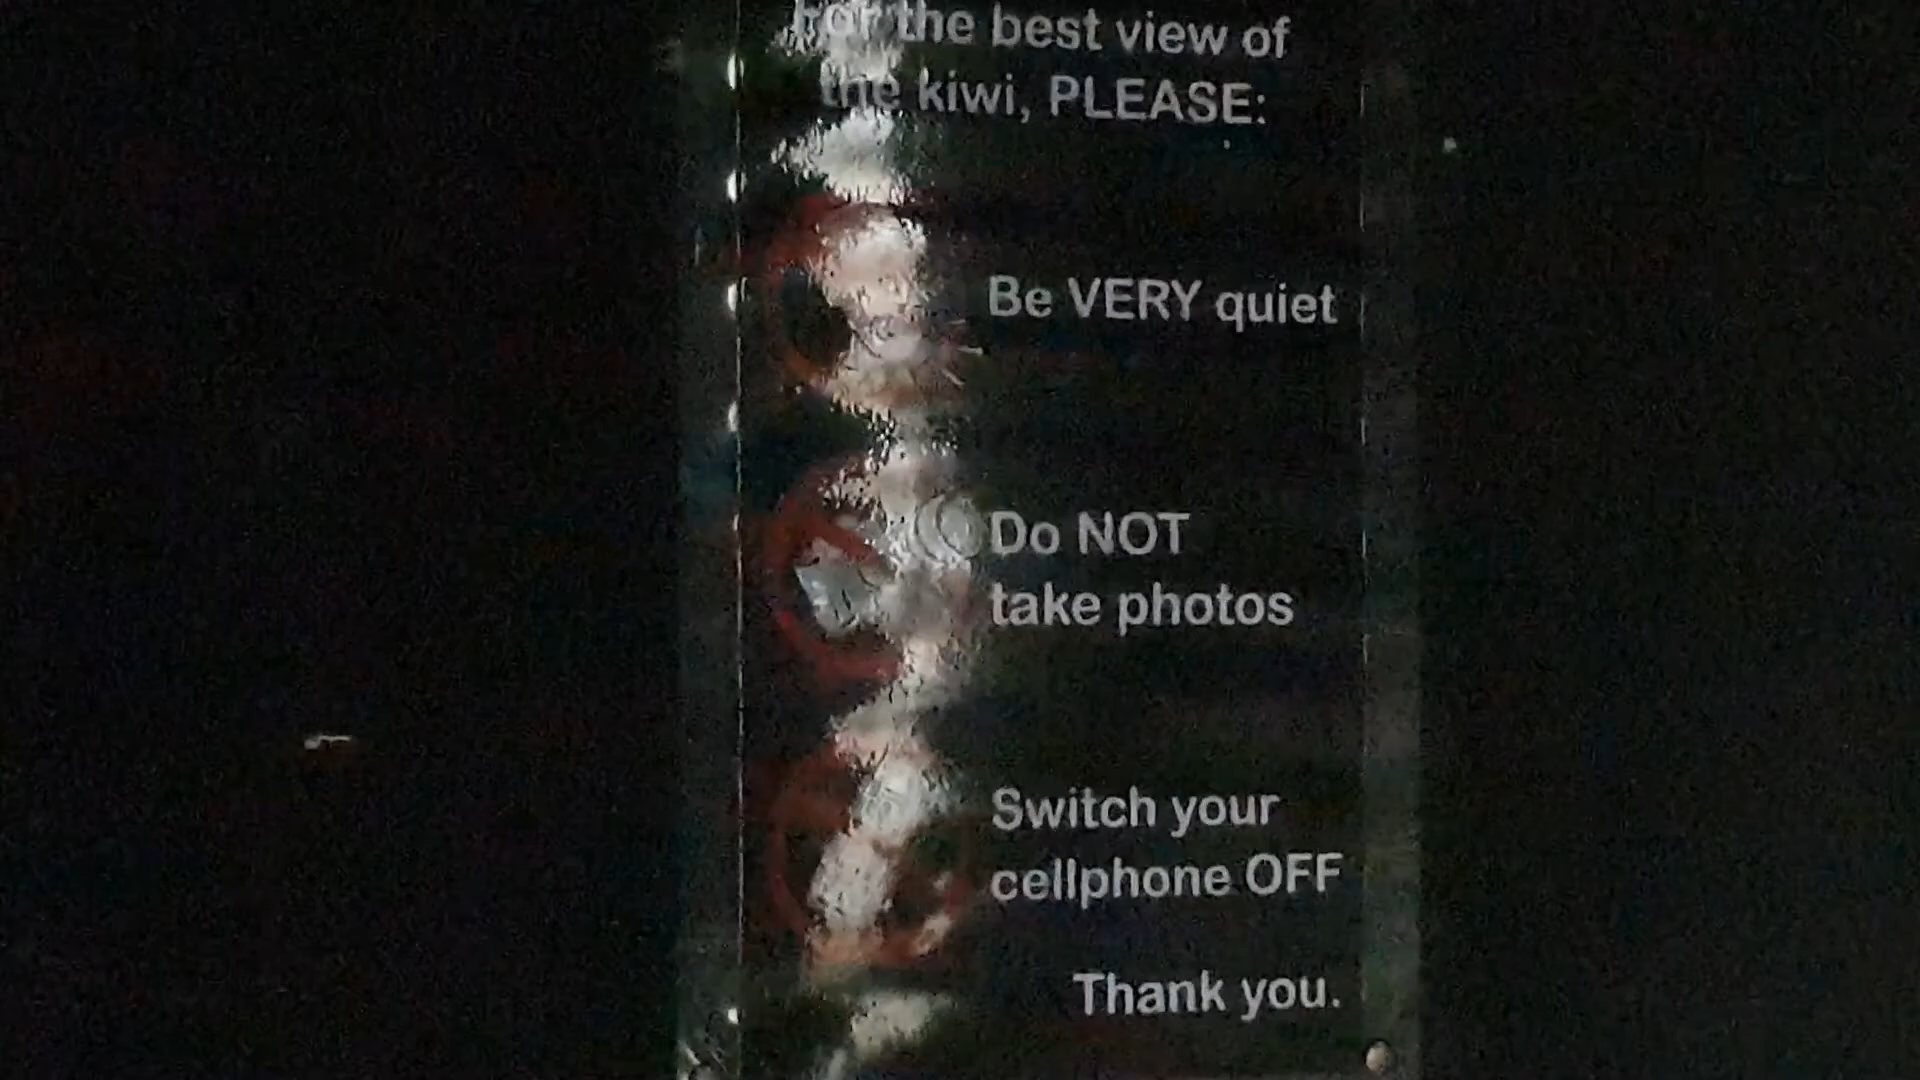 For the best view of
the kiwi, PLEASE:
Be VERY quiet
Do NOT
take photos
Switch your
cellphone OFF
Thank you.